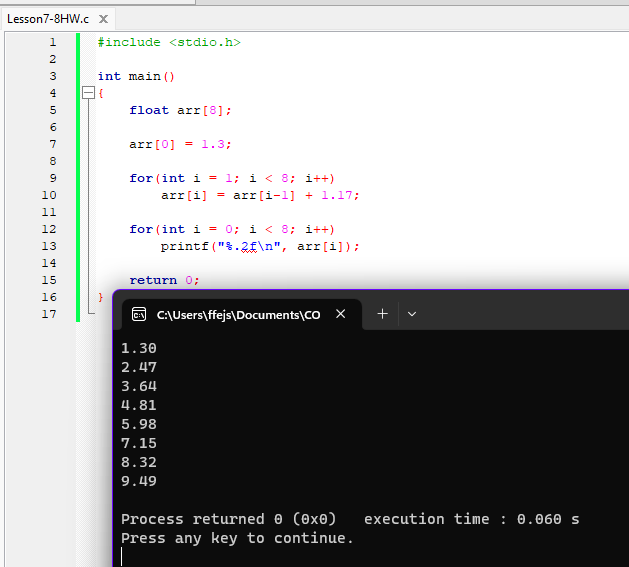 Lesson7-8HW.c X
1 #include <stdio.h>
2
3 int main()
4 {
5 float arr[8];
6
7 arr[0] = 1.3;
8
9 for(int i = 1; i < 8; i++)
10 arr[i] = arr[i-1] + 1.17;
11
12 for(int i = 0; i < 8; i++)
13 printf("%.2f\n", arr[i]);
14
15 return 0;
16 }
17
C:\Users\ffejs\Documents\CO
1.30
2.47
3.64
4.81
5.98
7.15
8.32
9.49
Process returned 0 (0x0)   execution time : 0.060 s
Press any key to continue.